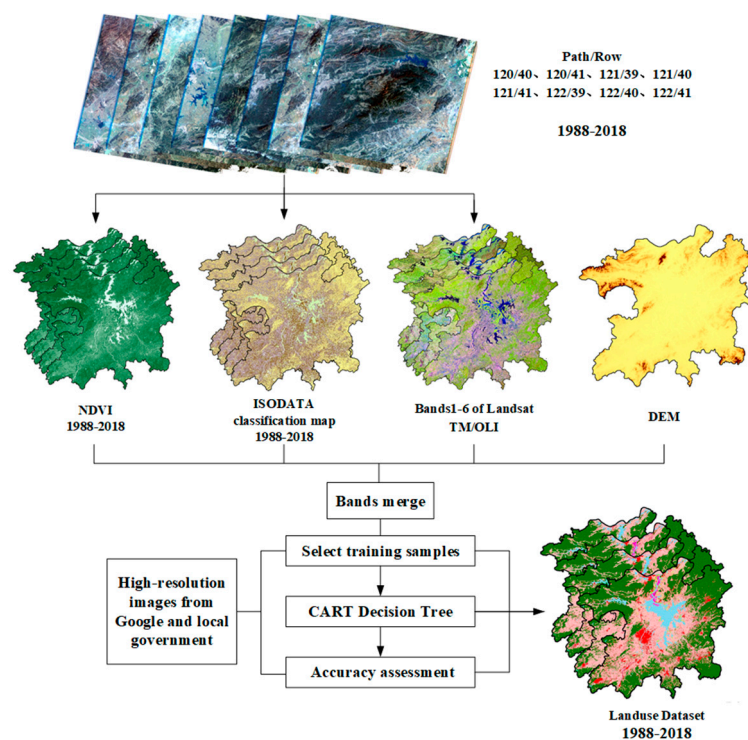 Path/Row
120/40、120/41、121/39、121/40
121/41、122/39、122/40、122/41
1988-2018
NDVI
1988-2018
ISODATA
classification map
1988-2018
Bands1-6 of Landsat
TM/OLI
DEM
Bands merge
Select training samples
High-resolution
images from
Google and local
government
CART Decision Tree
Accuracy assessment
Landuse Dataset
1988-2018